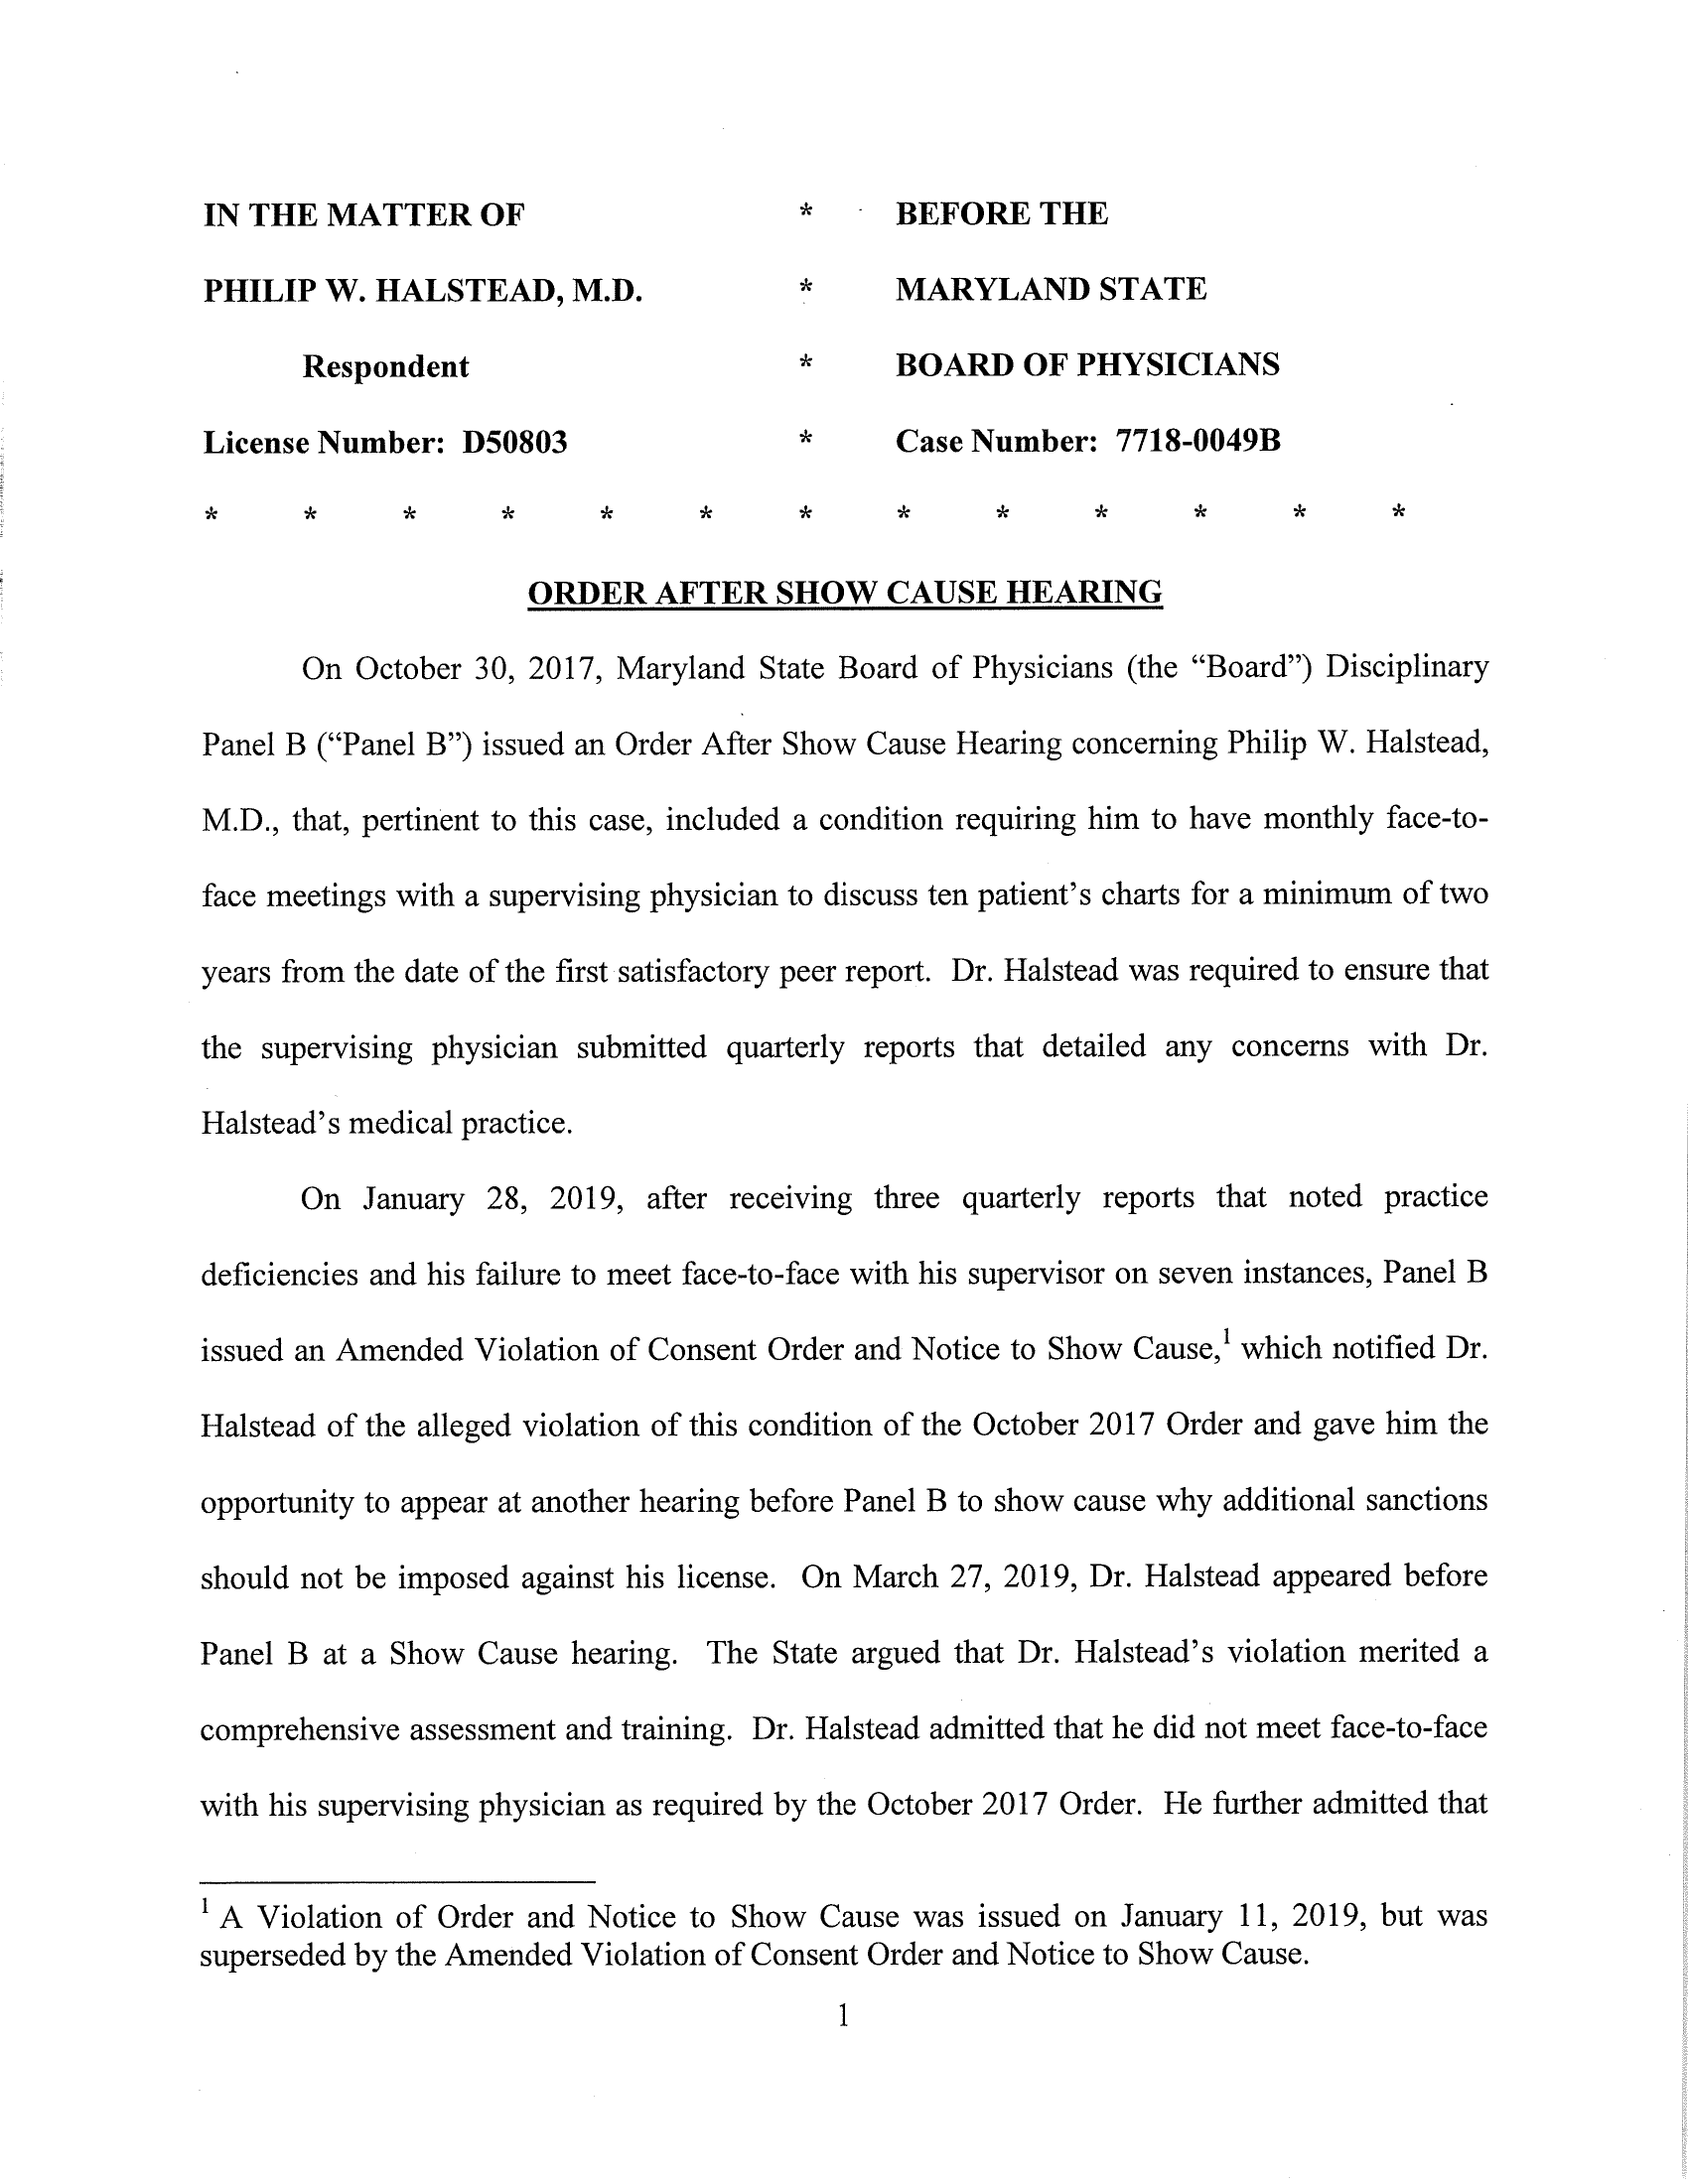 IN THE MATTER OF * BEFORE THE
PHILIP W. HALSTEAD, M.D. * MARYLAND STATE
Respondent * BOARD OF PHYSICIANS
License Number: D50803 * Case Number: 7718-0049B
* * * * * * * * * * * * *
ORDER AFTER SHOW CAUSE HEARING
On October 30, 2017, Maryland State Board of Physicians (the “Board”) Disciplinary
Panel B (“Panel B”) issued an Order After Show Cause Hearing concerning Philip W. Halstead,
M.D., that, pertinent to this case, included a condition requiring him to have monthly face-to-
face meetings with a supervising physician to discuss ten patient’s charts for a minimum of two
years from the date of the first satisfactory peer report. Dr. Halstead was required to ensure that
the supervising physician submitted quarterly reports that detailed any concerns with Dr.
Halstead’s medical practice.
On January 28, 2019, after receiving three quarterly reports that noted practice
deficiencies and his failure to meet face-to-face with his supervisor on seven instances, Panel B
issued an Amended Violation of Consent Order and Notice to Show Cause,¹ which notified Dr.
Halstead of the alleged violation of this condition of the October 2017 Order and gave him the
opportunity to appear at another hearing before Panel B to show cause why additional sanctions
should not be imposed against his license. On March 27, 2019, Dr. Halstead appeared before
Panel B at a Show Cause hearing. The State argued that Dr. Halstead’s violation merited a
comprehensive assessment and training. Dr. Halstead admitted that he did not meet face-to-face
with his supervising physician as required by the October 2017 Order. He further admitted that
¹ A Violation of Order and Notice to Show Cause was issued on January 11, 2019, but was
superseded by the Amended Violation of Consent Order and Notice to Show Cause.
1